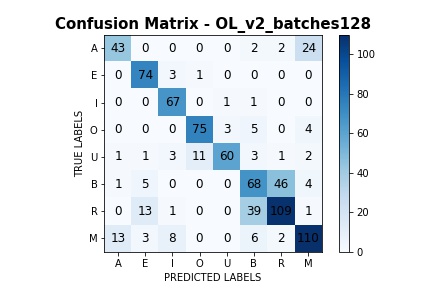 Confusion Matrix - OL_v2_batches128
A 43 0 0 0 0 2 2 24
E 0 74 3 1 0 0 0 0
I 0 0 67 0 1 1 0 0
O 0 0 0 75 3 5 0 4
U 1 1 3 11 60 3 1 2
B 1 5 0 0 0 68 46 4
R 0 13 1 0 0 39 109 1
M 13 3 8 0 0 6 2 110
A E I O U B R M
TRUE LABELS
PREDICTED LABELS
100
80
60
40
20
0